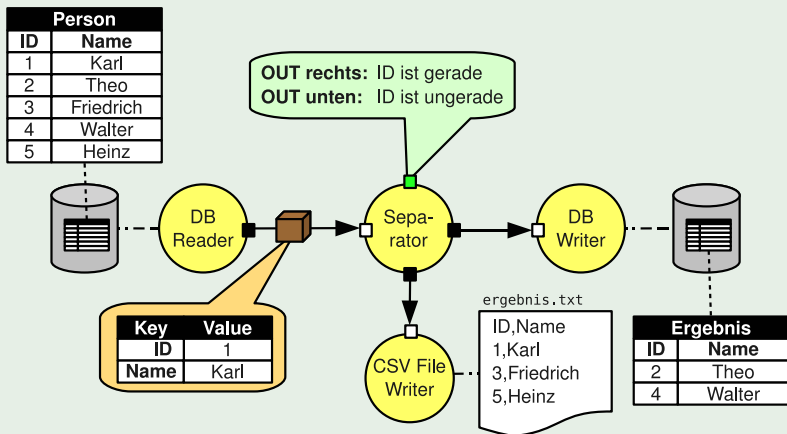 Person
ID Name
1 Karl
2 Theo
3 Friedrich
4 Walter
5 Heinz
OUT rechts: ID ist gerade
OUT unten: ID ist ungerade
DB
Reader
Sepa-
rator
DB
Writer
Key Value
ID 1
Name Karl
CSV File
Writer
ergebnis.txt
ID,Name
1,Karl
3,Friedrich
5,Heinz
Ergebnis
ID Name
2 Theo
4 Walter